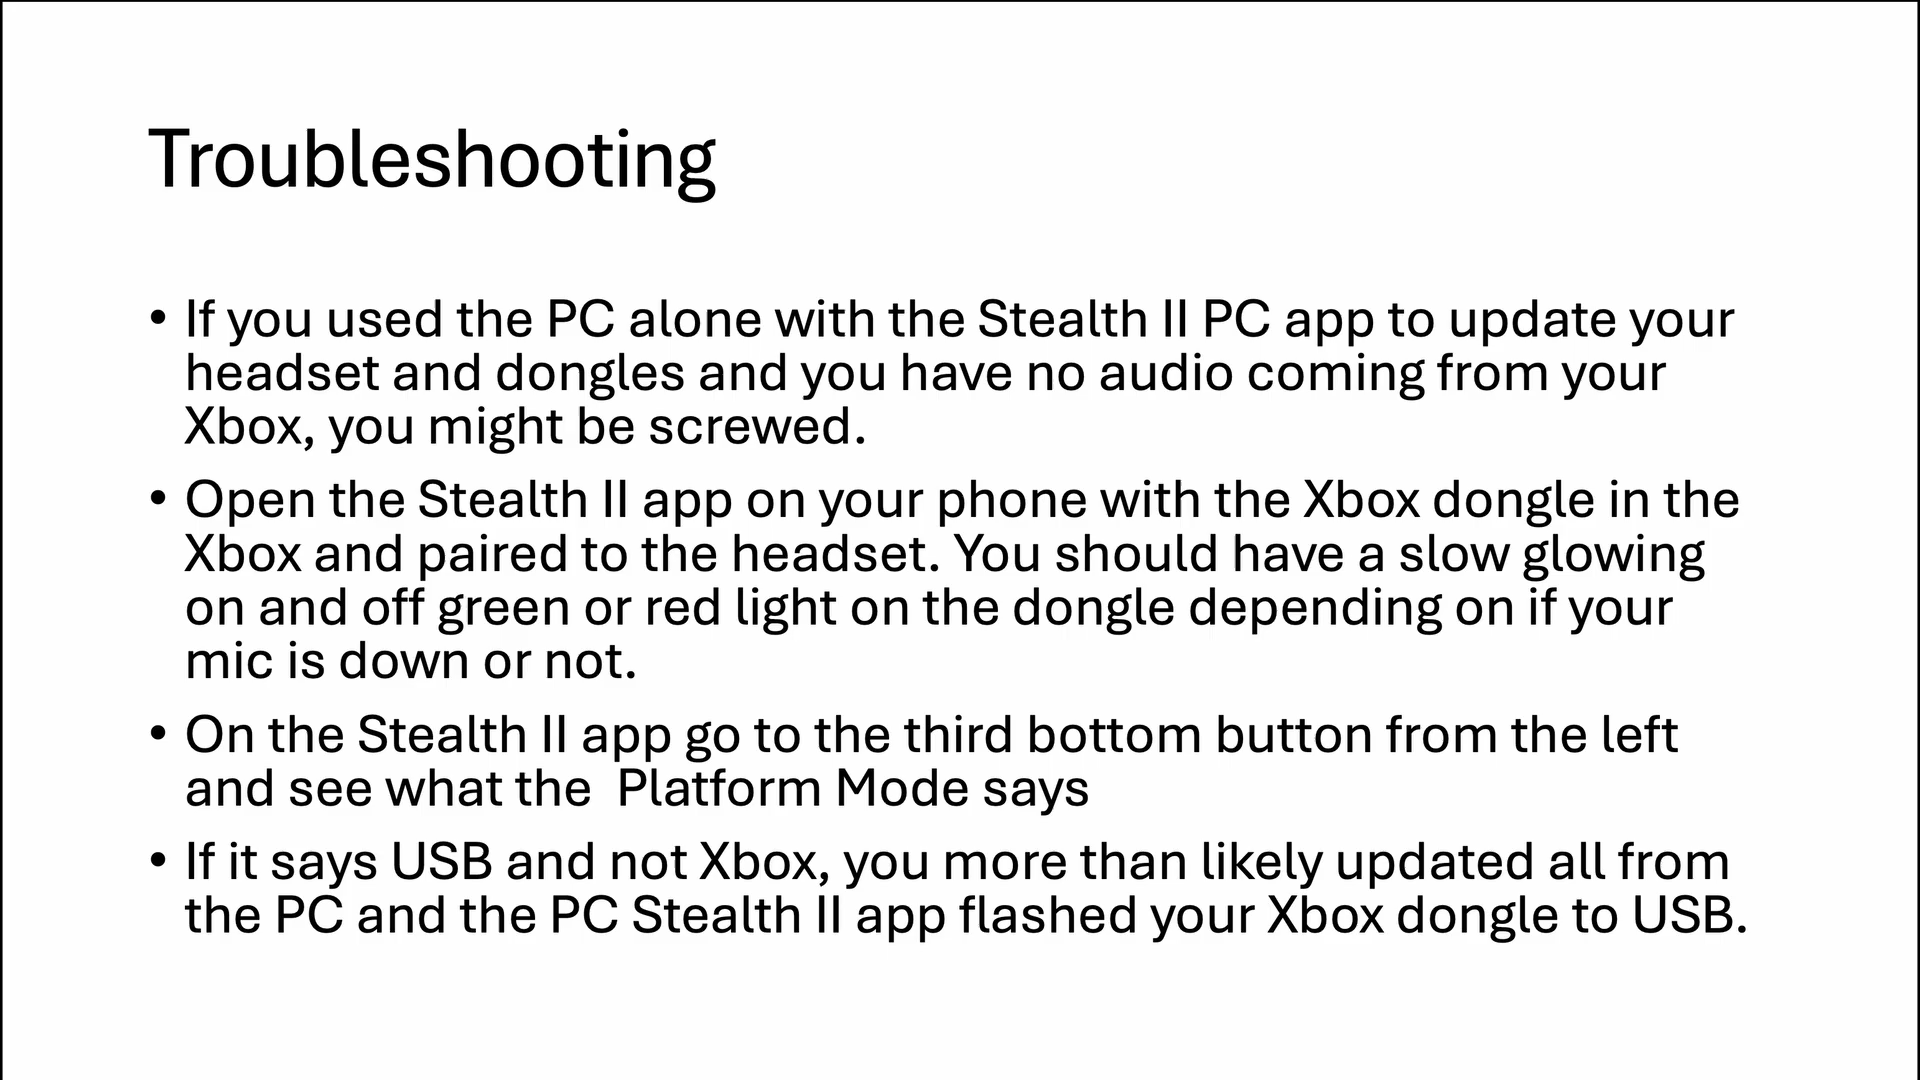 Troubleshooting
• If you used the PC alone with the Stealth II PC app to update your
headset and dongles and you have no audio coming from your
Xbox, you might be screwed.
• Open the Stealth II app on your phone with the Xbox dongle in the
Xbox and paired to the headset. You should have a slow glowing
on and off green or red light on the dongle depending on if your
mic is down or not.
• On the Stealth II app go to the third bottom button from the left
and see what the  Platform Mode says
• If it says USB and not Xbox, you more than likely updated all from
the PC and the PC Stealth II app flashed your Xbox dongle to USB.